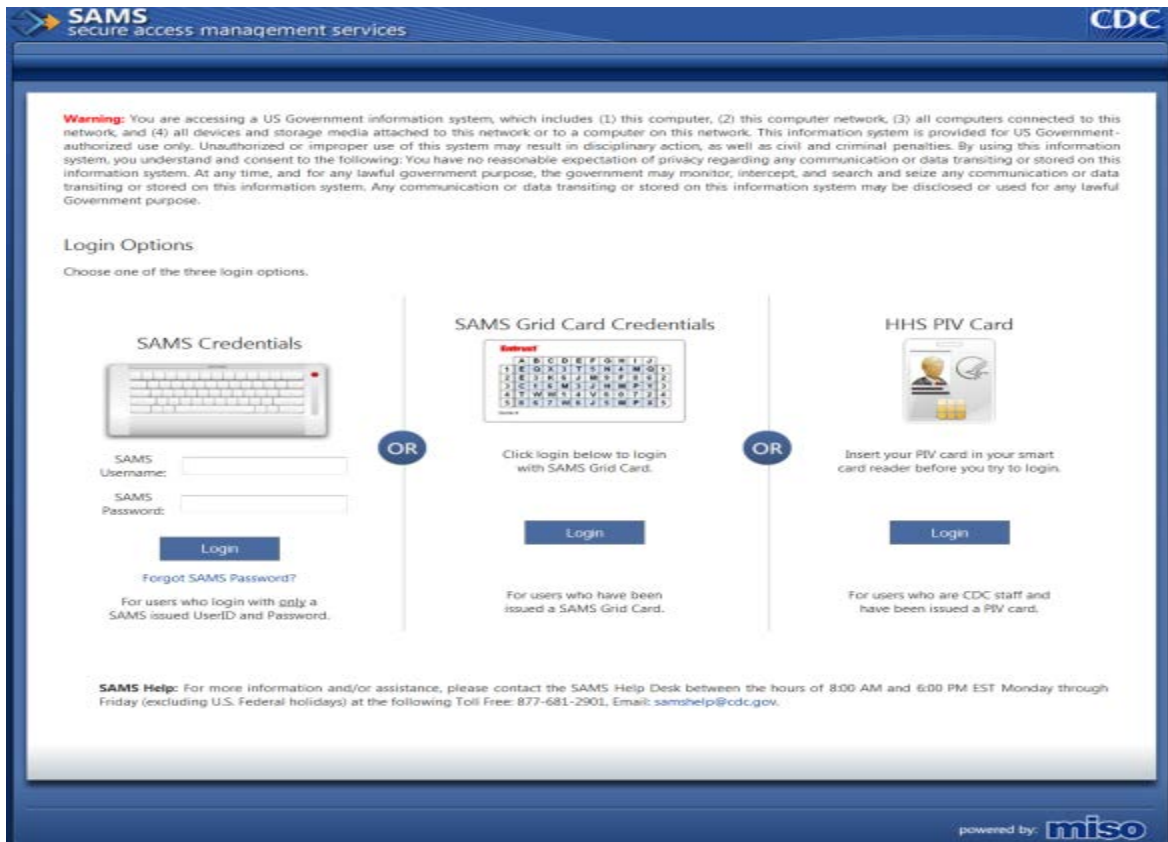 SAMS
secure access management services
CDC
Warning: You are accessing a US Government information system, which includes (1) this computer, (2) this computer network, (3) all computers connected to this
network, and (4) all devices and storage media attached to this network or to a computer on this network. This information system is provided for US Government-
authorized use only. Unauthorized or improper use of this system may result in disciplinary action, as well as civil and criminal penalties. By using this information
system, you understand and consent to the following: You have no reasonable expectation of privacy regarding any communication or data transiting or stored on this
information system. At any time, and for any lawful government purpose, the government may monitor, intercept, and search and seize any communication or data
transiting or stored on this information system. Any communication or data transiting or stored on this information system may be disclosed or used for any lawful
Government purpose.
Login Options
Choose one of the three login options.
SAMS Credentials
SAMS
Username:
SAMS
Password:
Login
Forgot SAMS Password?
For users who login with only a
SAMS issued UserID and Password.
OR
SAMS Grid Card Credentials
Entrust
A B C D E F G H I J
Click login below to login
with SAMS Grid Card.
Login
For users who have been
issued a SAMS Grid Card.
OR
HHS PIV Card
Insert your PIV card in your smart
card reader before you try to login.
Login
For users who are CDC staff and
have been issued a PIV card.
SAMS Help: For more information and/or assistance, please contact the SAMS Help Desk between the hours of 8:00 AM and 6:00 PM EST Monday through
Friday (excluding U.S. Federal holidays) at the following Toll Free: 877-681-2901, Email: samshelp@cdc.gov.
powered by: miso